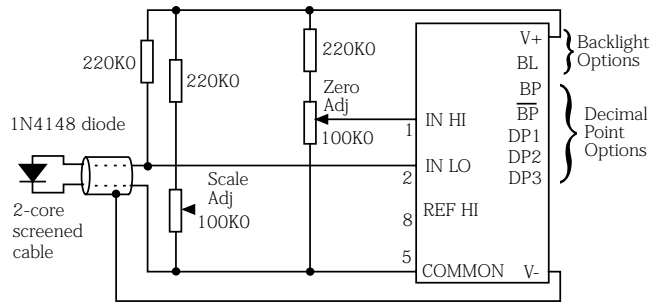 V+
BL
BP
BP
DP1
DP2
DP3
V-
Backlight
Options
Decimal
Point
Options
220K0
220K0
220K0
Zero
Adj
100K0
1
IN HI
1N4148 diode
IN LO
2
Scale
Adj
100K0
REF HI
8
2-core
screened
cable
5
COMMON